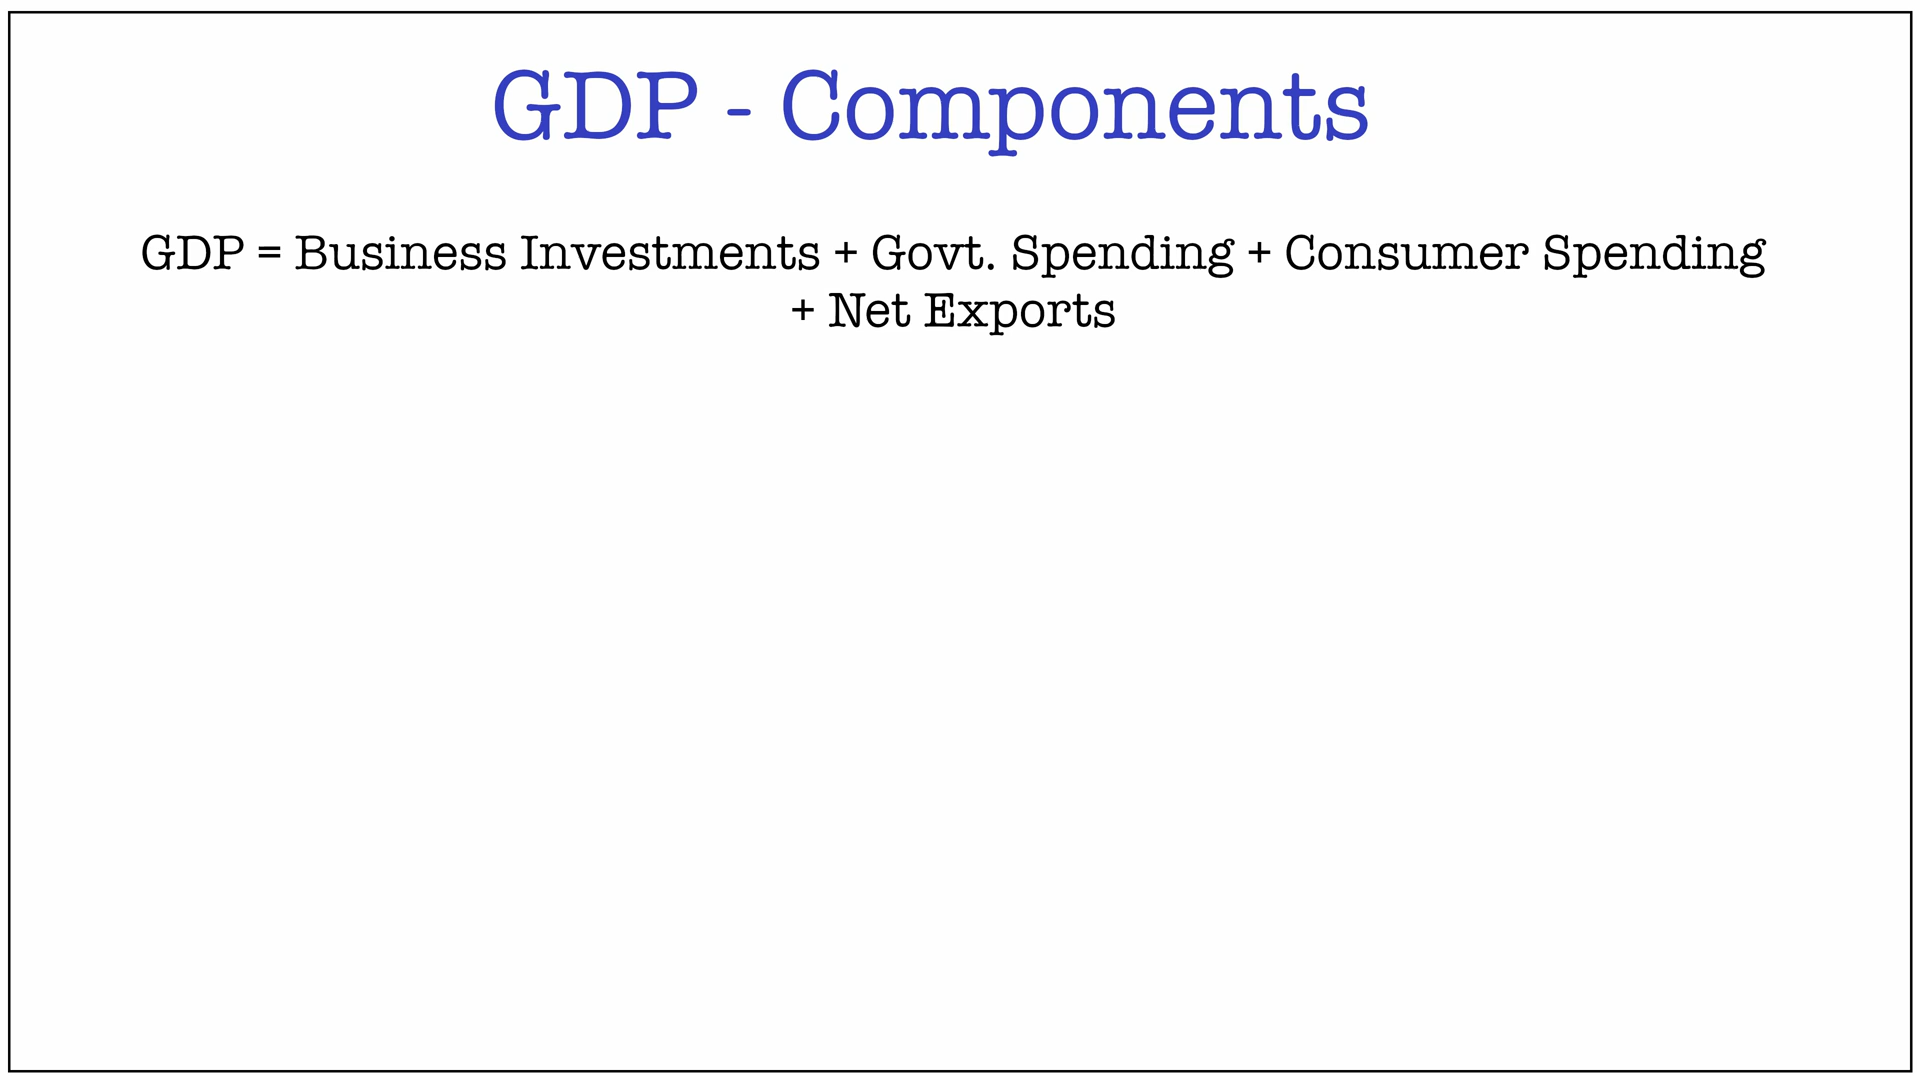 GDP - Components
GDP = Business Investments + Govt. Spending + Consumer Spending
+ Net Exports